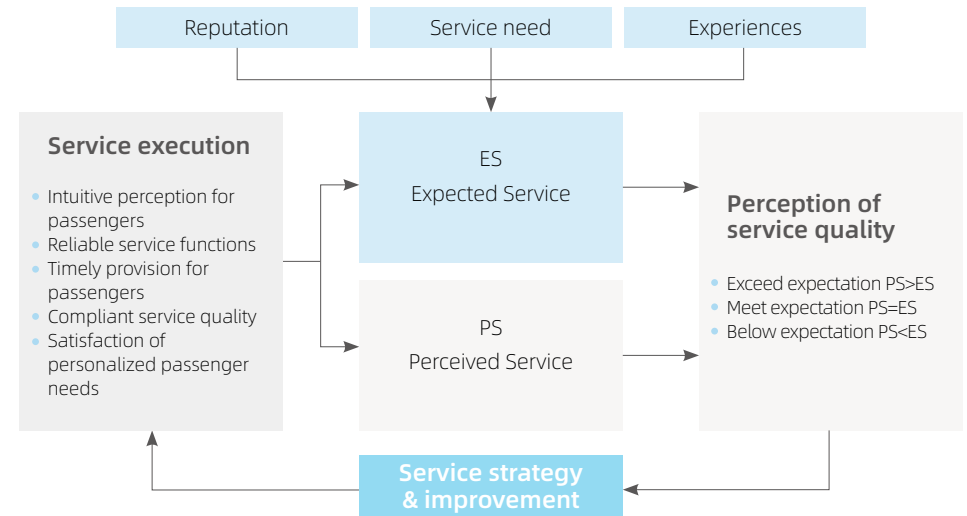 Reputation
Service need
Experiences
Service execution
Intuitive perception for
passengers
Reliable service functions
Timely provision for
passengers
Compliant service quality
Satisfaction of
personalized passenger
needs
ES
Expected Service
PS
Perceived Service
Perception of
service quality
Exceed expectation PS>ES
Meet expectation PS=ES
Below expectation PS<ES
Service strategy
& improvement